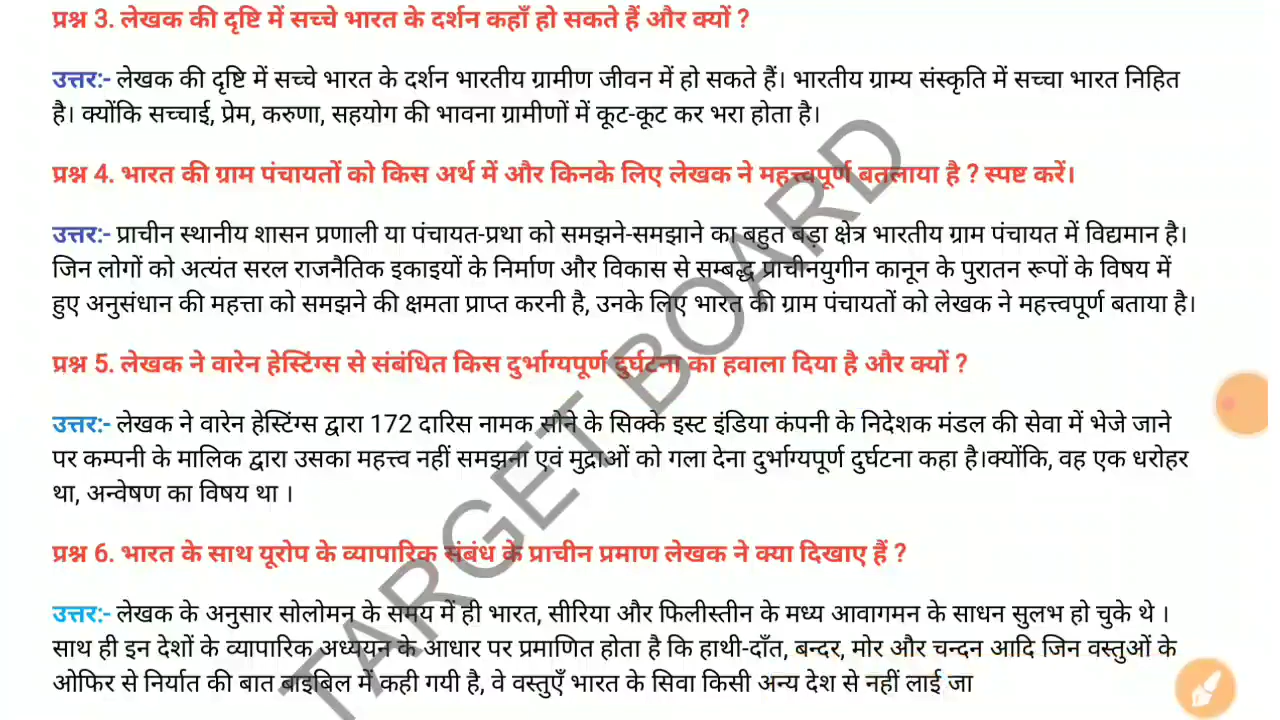 प्रश्न 3. लेखक की दृष्टि में सच्चे भारत के दर्शन कहाँ हो सकते हैं और क्यों ?
उत्तर:- लेखक की दृष्टि में सच्चे भारत के दर्शन भारतीय ग्रामीण जीवन में हो सकते हैं। भारतीय ग्राम्य संस्कृति में सच्चा भारत निहित
है। क्योंकि सच्चाई, प्रेम, करुणा, सहयोग की भावना ग्रामीणों में कूट-कूट कर भरा होता है।
प्रश्न 4. भारत की ग्राम पंचायतों को किस अर्थ में और किनके लिए लेखक ने महत्त्वपूर्ण बतलाया है ? स्पष्ट करें।
उत्तर:- प्राचीन स्थानीय शासन प्रणाली या पंचायत-प्रथा को समझने-समझाने का बहुत बड़ा क्षेत्र भारतीय ग्राम पंचायत में विद्यमान है।
जिन लोगों को अत्यंत सरल राजनैतिक इकाइयों के निर्माण और विकास से सम्बद्ध प्राचीनयुगीन कानून के पुरातन रूपों के विषय में
हुए अनुसंधान की महत्ता को समझने की क्षमता प्राप्त करनी है, उनके लिए भारत की ग्राम पंचायतों को लेखक ने महत्त्वपूर्ण बताया है।
प्रश्न 5. लेखक ने वारेन हेस्टिंग्स से संबंधित किस दुर्भाग्यपूर्ण दुर्घटना का हवाला दिया है और क्यों ?
उत्तर:- लेखक ने वारेन हेस्टिंग्स द्वारा 172 दारिस नामक सोने के सिक्के इस्ट इंडिया कंपनी के निदेशक मंडल की सेवा में भेजे जाने
पर कम्पनी के मालिक द्वारा उसका महत्त्व नहीं समझना एवं मुद्राओं को गला देना दुर्भाग्यपूर्ण दुर्घटना कहा है।क्योंकि, वह एक धरोहर
था, अन्वेषण का विषय था ।
प्रश्न 6. भारत के साथ यूरोप के व्यापारिक संबंध के प्राचीन प्रमाण लेखक ने क्या दिखाए हैं ?
उत्तर:- लेखक के अनुसार सोलोमन के समय में ही भारत, सीरिया और फिलीस्तीन के मध्य आवागमन के साधन सुलभ हो चुके थे ।
साथ ही इन देशों के व्यापारिक अध्ययन के आधार पर प्रमाणित होता है कि हाथी-दाँत, बन्दर, मोर और चन्दन आदि जिन वस्तुओं के
ओफिर से निर्यात की बात बाइबिल में कही गयी है, वे वस्तुएँ भारत के सिवा किसी अन्य देश से नहीं लाई जा
TARGET BOARD